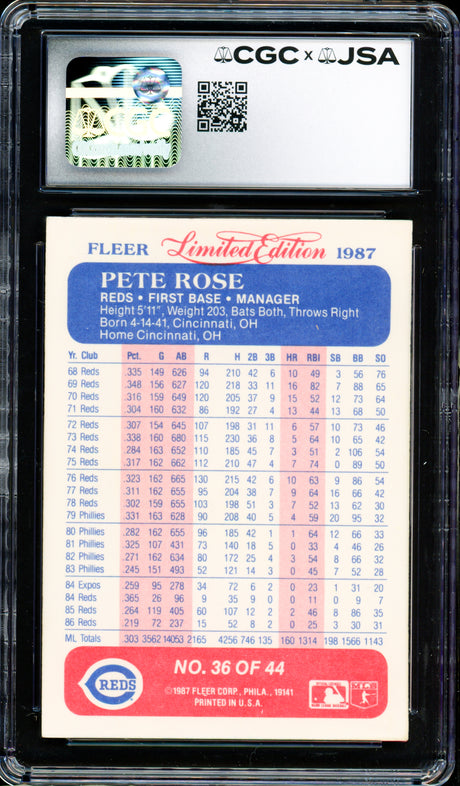 CGC x JSA
FLEER Limited Edition 1987
PETE ROSE
REDS • FIRST BASE • MANAGER
Height 5'11", Weight 203, Bats Both, Throws Right
Born 4-14-41, Cincinnati, OH
Home Cincinnati, OH
Yr. Club Pct. G AB R H 2B 3B HR RBI SB BB SO
68 Reds .335 149 626 94 210 42 6 10 49 3 56 76
69 Reds .348 156 627 120 218 33 11 16 82 7 88 65
70 Reds .316 159 649 120 205 37 9 15 52 12 73 64
71 Reds .304 160 632 86 192 27 4 13 44 13 68 50
72 Reds .307 154 645 107 198 31 11 6 57 10 73 46
73 Reds .338 160 680 115 230 36 8 5 64 10 65 42
74 Reds .284 163 652 110 185 45 7 3 51 2 106 54
75 Reds .317 162 662 112 210 47 4 7 74 0 89 50
76 Reds .323 162 665 130 215 42 6 10 63 9 86 54
77 Reds .311 162 655 95 204 38 7 9 64 16 66 42
78 Reds .302 159 655 103 198 51 3 7 52 13 62 30
79 Phillies .331 163 628 90 208 40 5 4 59 20 95 32
80 Phillies .282 162 655 96 185 42 1 1 64 12 66 33
81 Phillies .325 107 431 73 140 18 5 0 33 4 46 26
82 Phillies .271 162 634 80 172 25 4 3 54 8 66 32
83 Phillies .245 151 493 52 121 14 3 0 45 7 52 28
84 Expos .259 95 278 34 72 6 2 0 23 1 31 20
84 Reds .365 26 96 9 35 9 0 0 11 0 9 7
85 Reds .264 119 405 60 107 12 2 2 46 8 86 35
86 Reds .219 72 237 15 52 8 2 0 25 3 30 31
ML Totals .303 3562 14053 2165 4256 746 135 160 1314 198 1566 1143
REDS
NO. 36 OF 44
©1987 FLEER CORP., PHILA., 19141
PRINTED IN U.S.A.